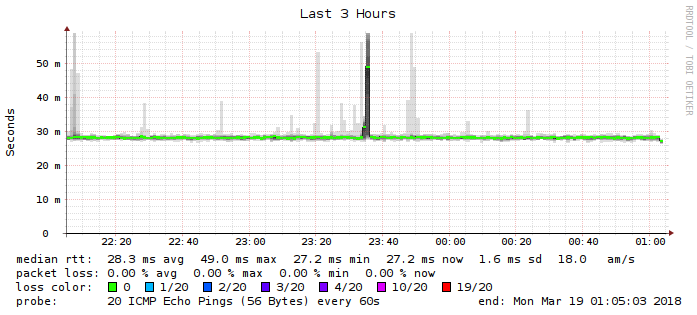 Last 3 Hours
RRDTOOL / TOBI OETIKER
Seconds
50 m
40 m
30 m
20 m
10 m
0
22:20 22:40 23:00 23:20 23:40 00:00 00:20 00:40 01:00
median rtt: 28.3 ms avg 49.0 ms max 27.2 ms min 27.2 ms now 1.6 ms sd 18.0 am/s
packet loss: 0.00 % avg 0.00 % max 0.00 % min 0.00 % now
loss color: 0 1/20 2/20 3/20 4/20 10/20 19/20
probe: 20 ICMP Echo Pings (56 Bytes) every 60s end: Mon Mar 19 01:05:03 2018